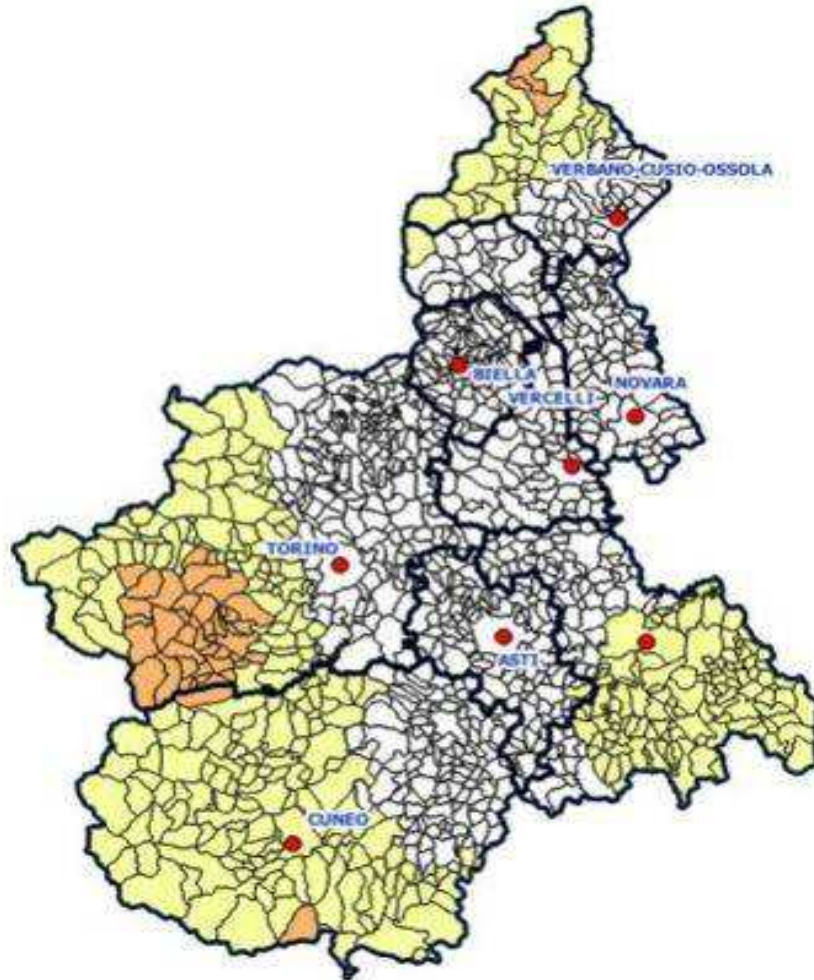 VERBANO-CUSIO-OSSOLA
BIELLA
NOVARA
VERCELLI
TORINO
ASTI
CUNEO